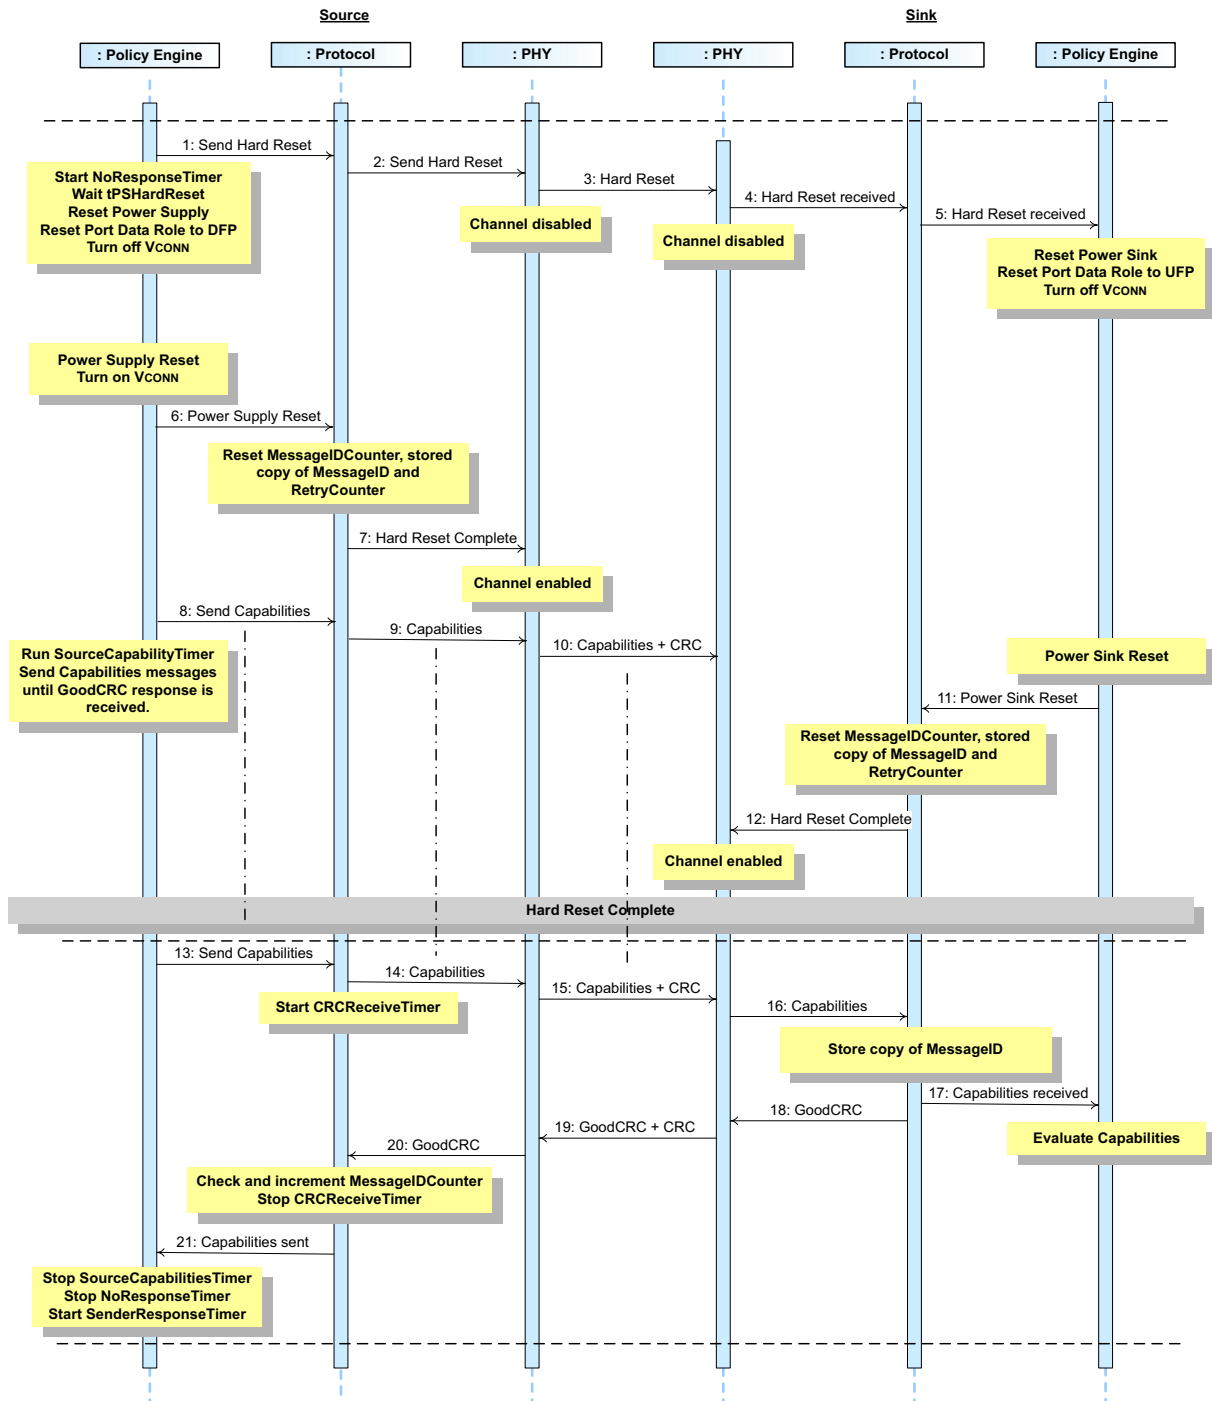 Source
Sink
: Policy Engine
: Protocol
: PHY
: PHY
: Protocol
: Policy Engine
1: Send Hard Reset
2: Send Hard Reset
3: Hard Reset
4: Hard Reset received
5: Hard Reset received
Start NoResponseTimer
Wait tPSHardReset
Reset Power Supply
Reset Port Data Role to DFP
Turn off VCONN
Channel disabled
Channel disabled
Reset Power Sink
Reset Port Data Role to UFP
Turn off VCONN
Power Supply Reset
Turn on VCONN
6: Power Supply Reset
Reset MessageIDCounter, stored
copy of MessageID and
RetryCounter
7: Hard Reset Complete
Channel enabled
8: Send Capabilities
9: Capabilities
10: Capabilities + CRC
Run SourceCapabilityTimer
Send Capabilities messages
until GoodCRC response is
received.
Power Sink Reset
11: Power Sink Reset
Reset MessageIDCounter, stored
copy of MessageID and
RetryCounter
12: Hard Reset Complete
Channel enabled
Hard Reset Complete
13: Send Capabilities
14: Capabilities
15: Capabilities + CRC
16: Capabilities
Start CRCReceiveTimer
Store copy of MessageID
17: Capabilities received
18: GoodCRC
19: GoodCRC + CRC
20: GoodCRC
Evaluate Capabilities
Check and increment MessageIDCounter
Stop CRCReceiveTimer
21: Capabilities sent
Stop SourceCapabilitiesTimer
Stop NoResponseTimer
Start SenderResponseTimer